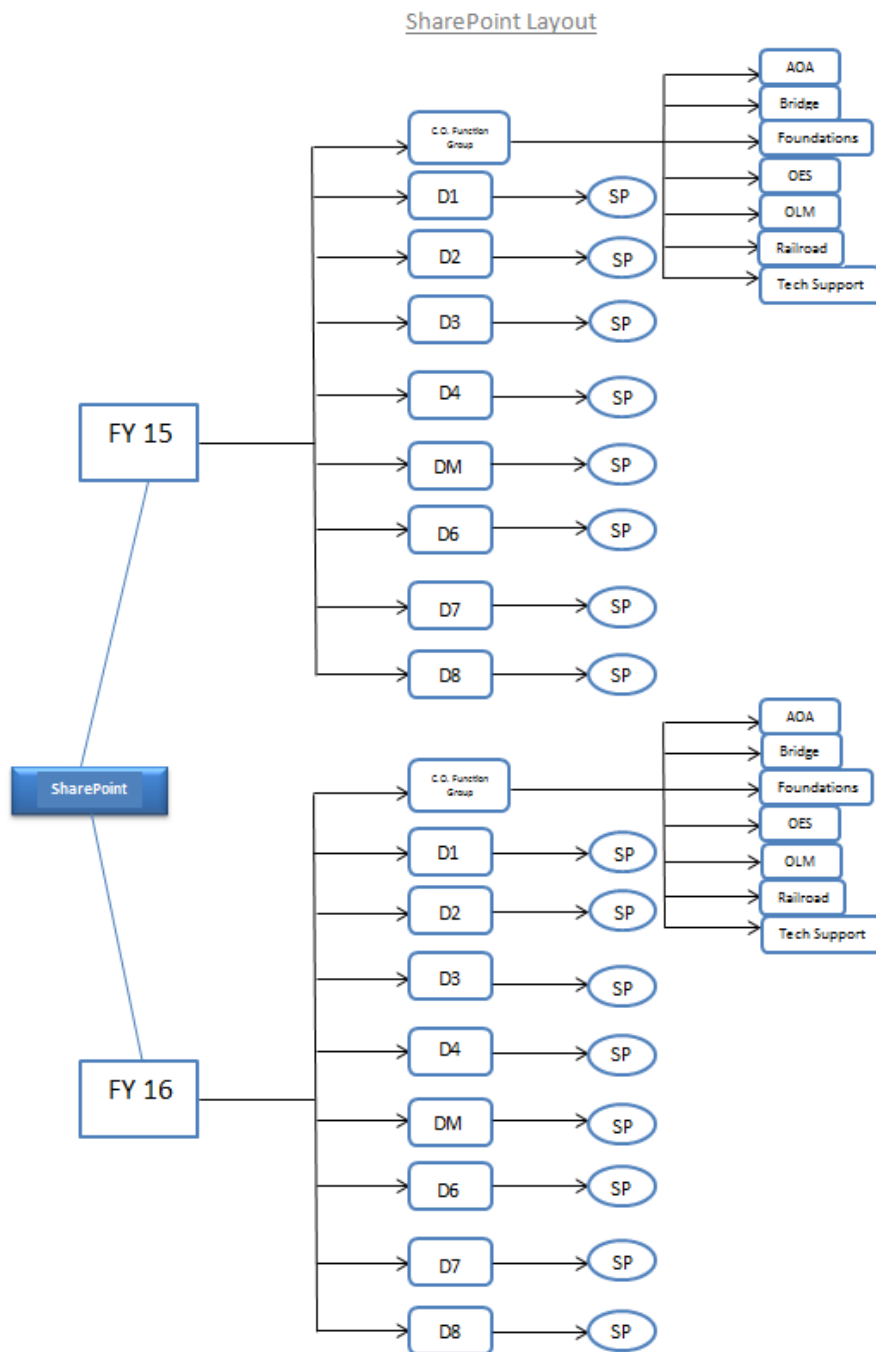 SharePoint Layout
AOA
Bridge
C.O. Function
Group
Foundations
D1
SP
OES
OLM
D2
SP
Railroad
Tech Support
D3
SP
D4
SP
FY 15
DM
SP
D6
SP
D7
SP
D8
SP
SharePoint
AOA
Bridge
C.O. Function
Group
Foundations
OES
D1
SP
OLM
D2
SP
Railroad
Tech Support
D3
SP
D4
SP
FY 16
DM
SP
D6
SP
D7
SP
D8
SP